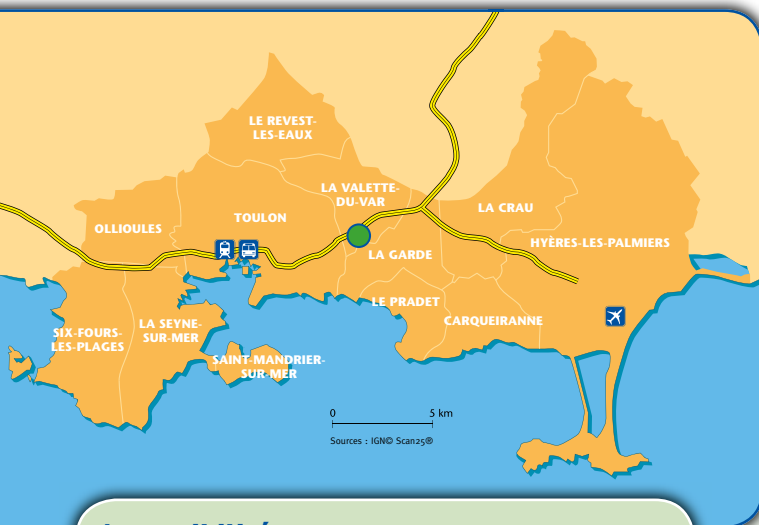 LE REVEST-
LES-EAUX
LA VALETTE-
DU-VAR
LA CRAU
OLLIOULES
TOULON
HYÈRES-LES-PALMIERS
LA GARDE
LE PRADET
CARQUEIRANNE
SIX-FOURS-
LES-PLAGES
LA SEYNE-
SUR-MER
SAINT-MANDRIER-
SUR-MER
0 5 km
Sources : IGN© Scan25®